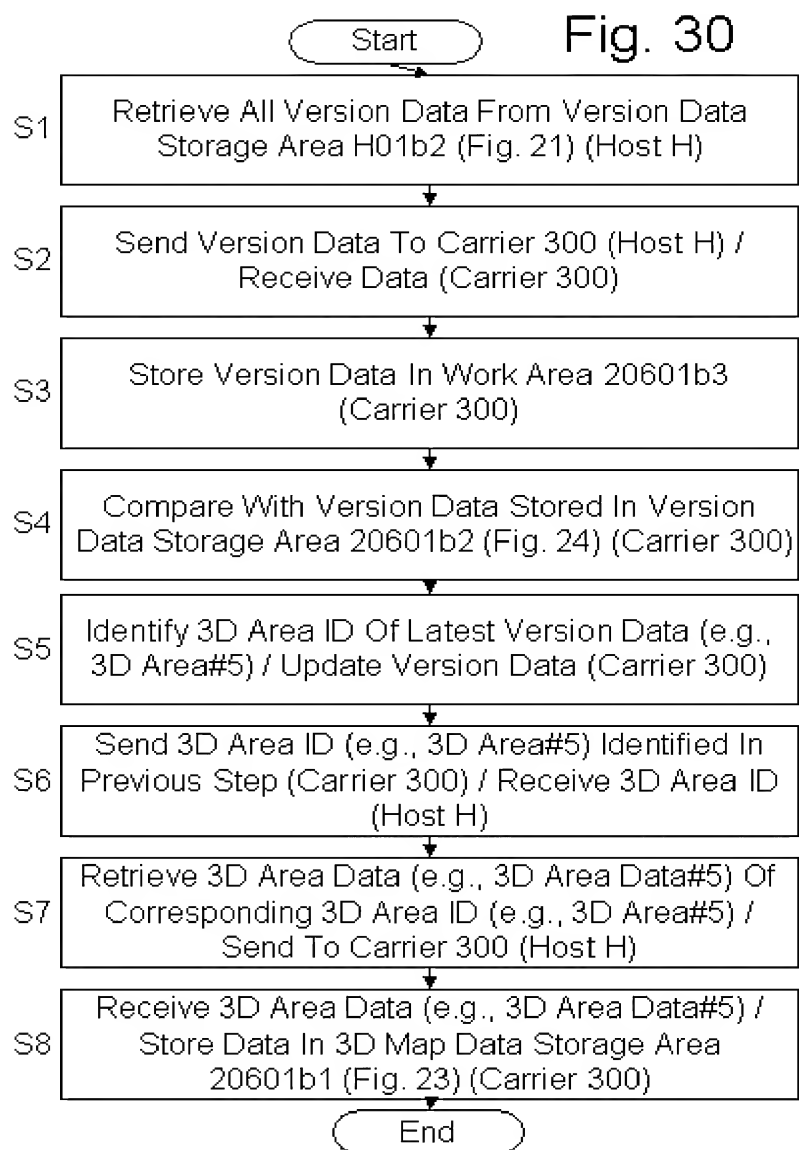 Start
Fig. 30
S1
Retrieve All Version Data From Version Data
Storage Area H01b2 (Fig. 21) (Host H)
S2
Send Version Data To Carrier 300 (Host H) /
Receive Data (Carrier 300)
S3
Store Version Data In Work Area 20601b3
(Carrier 300)
S4
Compare With Version Data Stored In Version
Data Storage Area 20601b2 (Fig. 24) (Carrier 300)
S5
Identify 3D Area ID Of Latest Version Data (e.g.,
3D Area#5) / Update Version Data (Carrier 300)
S6
Send 3D Area ID (e.g., 3D Area#5) Identified In
Previous Step (Carrier 300) / Receive 3D Area ID
(Host H)
S7
Retrieve 3D Area Data (e.g., 3D Area Data#5) Of
Corresponding 3D Area ID (e.g., 3D Area#5) /
Send To Carrier 300 (Host H)
S8
Receive 3D Area Data (e.g., 3D Area Data#5) /
Store Data In 3D Map Data Storage Area
20601b1 (Fig. 23) (Carrier 300)
End